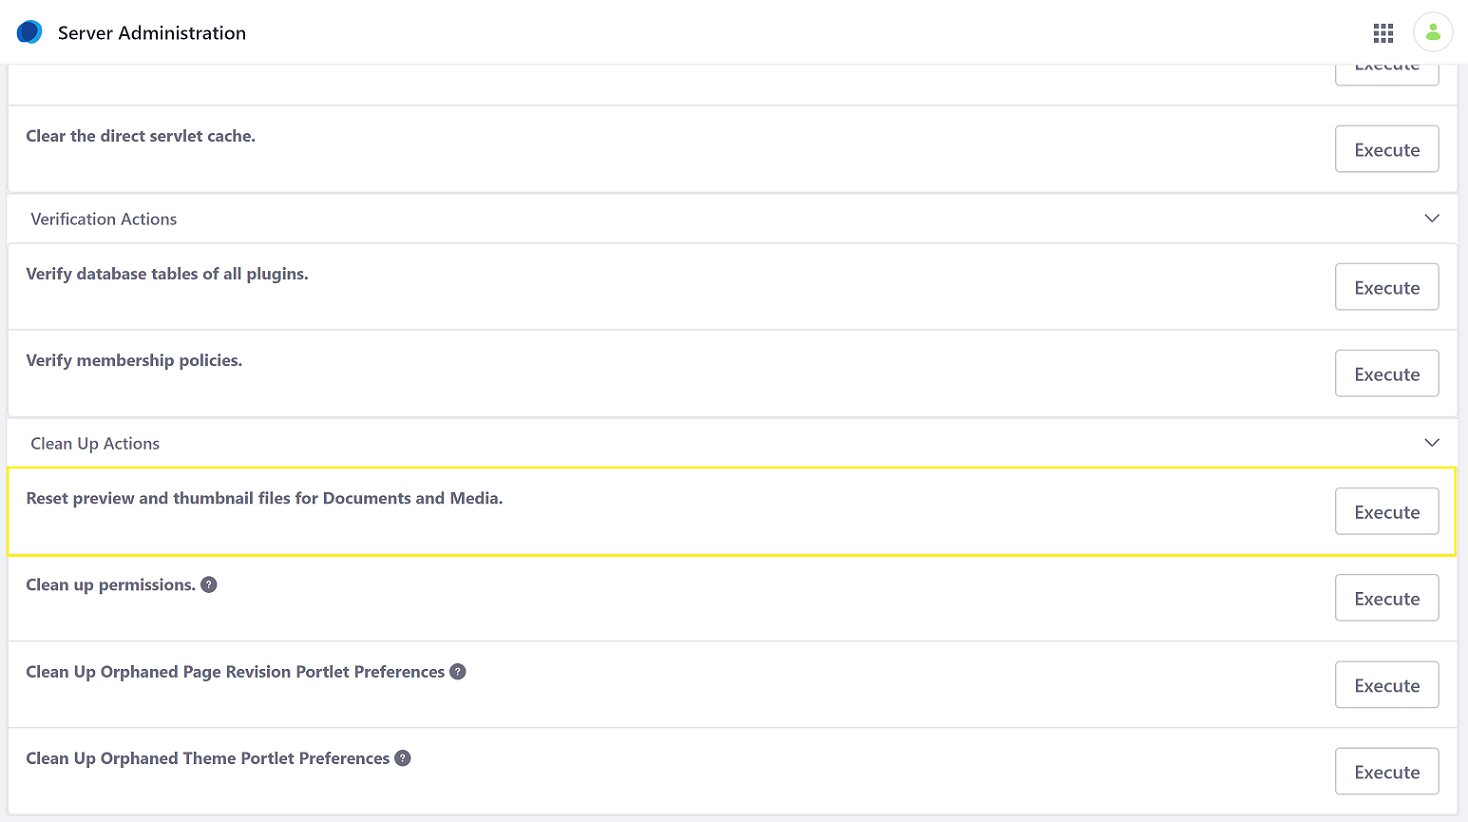 Server Administration
Execute
Clear the direct servlet cache.
Execute
Verification Actions
Verify database tables of all plugins.
Execute
Verify membership policies.
Execute
Clean Up Actions
Reset preview and thumbnail files for Documents and Media.
Execute
Clean up permissions. ?
Execute
Clean Up Orphaned Page Revision Portlet Preferences ?
Execute
Clean Up Orphaned Theme Portlet Preferences ?
Execute